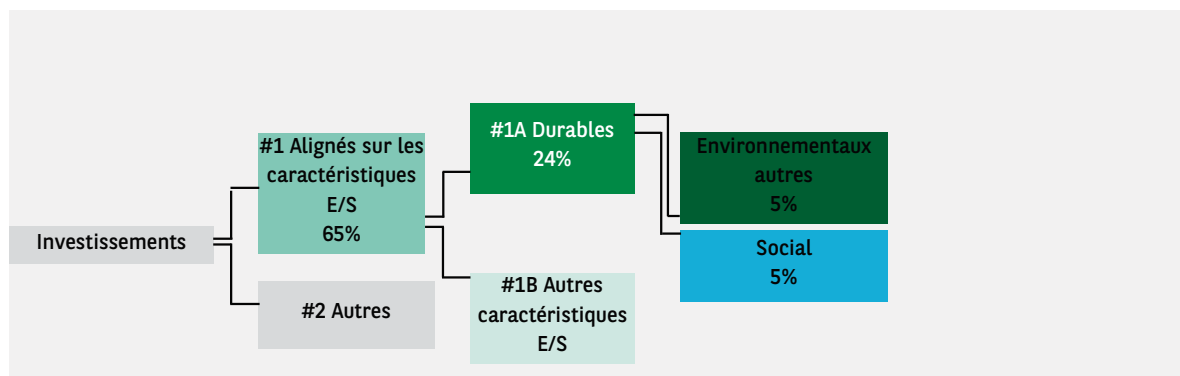 Investissements
#1 Alignés sur les
caractéristiques
E/S
65%
#2 Autres
#1A Durables
24%
#1B Autres
caractéristiques
E/S
Environnementaux
autres
5%
Social
5%